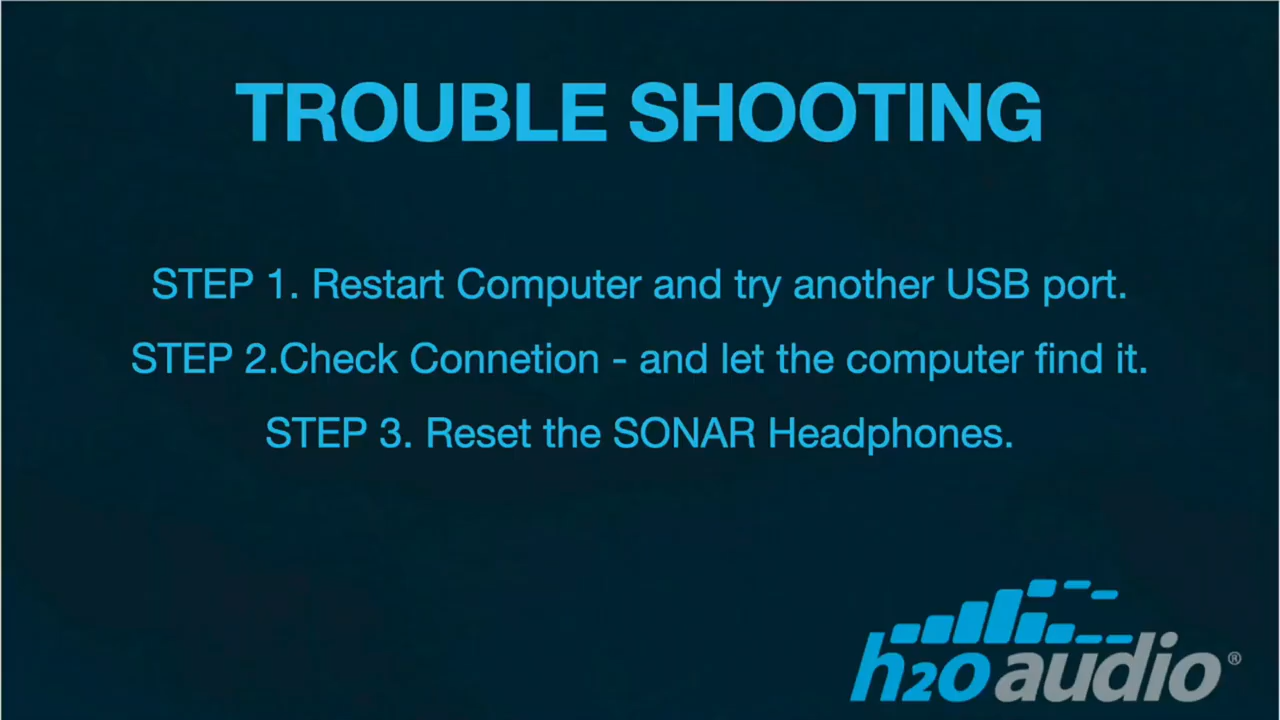 TROUBLE SHOOTING
STEP 1. Restart Computer and try another USB port.
STEP 2.Check Connetion - and let the computer find it.
STEP 3. Reset the SONAR Headphones.
h2o audio®